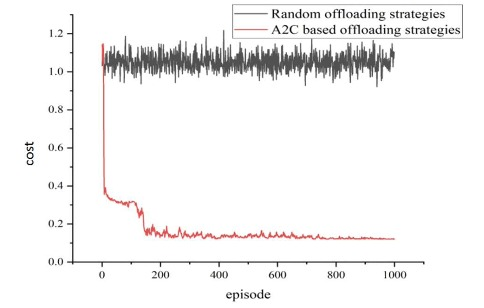 Random offloading strategies
A2C based offloading strategies
1.2
1.0
0.8
0.6
0.4
0.2
0.0
cost
0 200 400 600 800 1000
episode